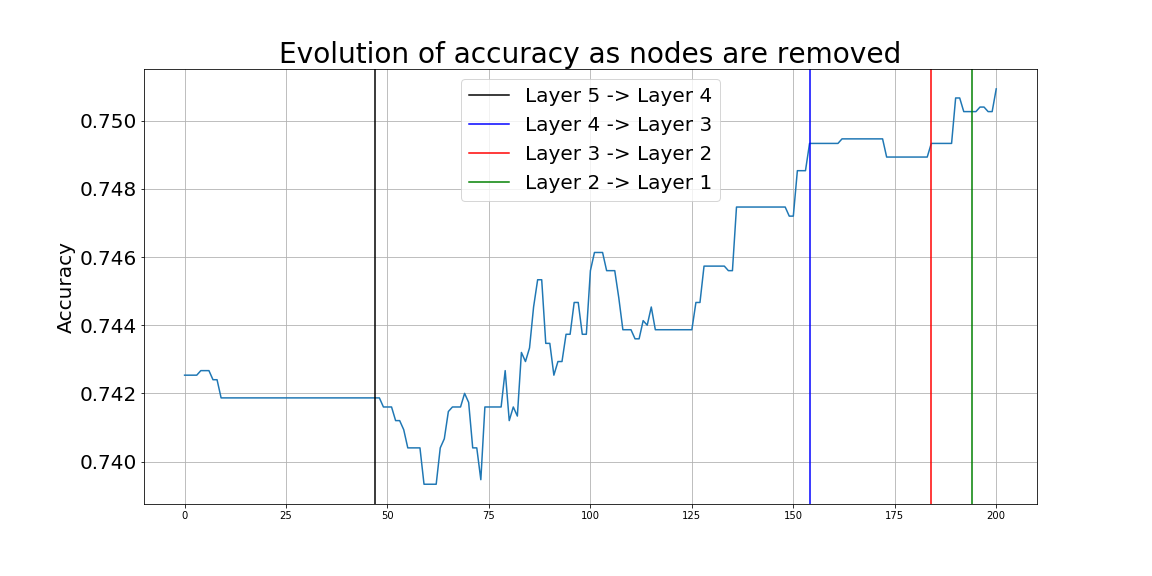 Evolution of accuracy as nodes are removed
Layer 5 -> Layer 4
Layer 4 -> Layer 3
Layer 3 -> Layer 2
Layer 2 -> Layer 1
Accuracy
0.750
0.748
0.746
0.744
0.742
0.740
0 25 50 75 100 125 150 175 200